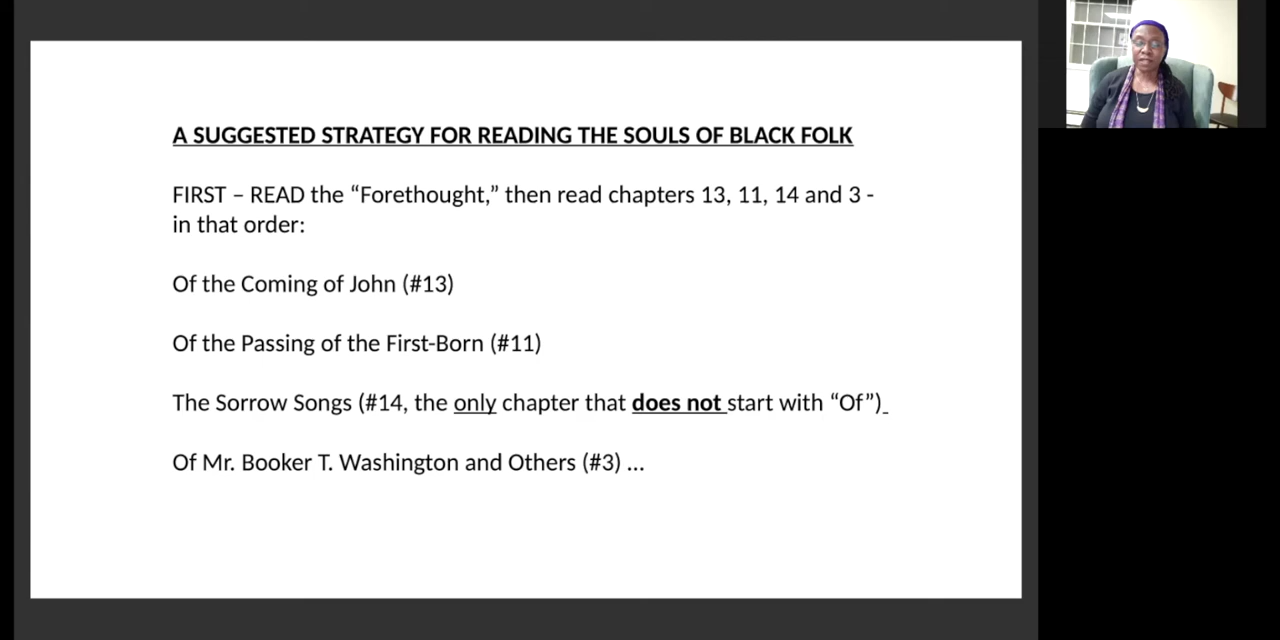 A SUGGESTED STRATEGY FOR READING THE SOULS OF BLACK FOLK
FIRST – READ the “Forethought,” then read chapters 13, 11, 14 and 3 -
in that order:
Of the Coming of John (#13)
Of the Passing of the First-Born (#11)
The Sorrow Songs (#14, the only chapter that does not start with “Of”)
Of Mr. Booker T. Washington and Others (#3) ...